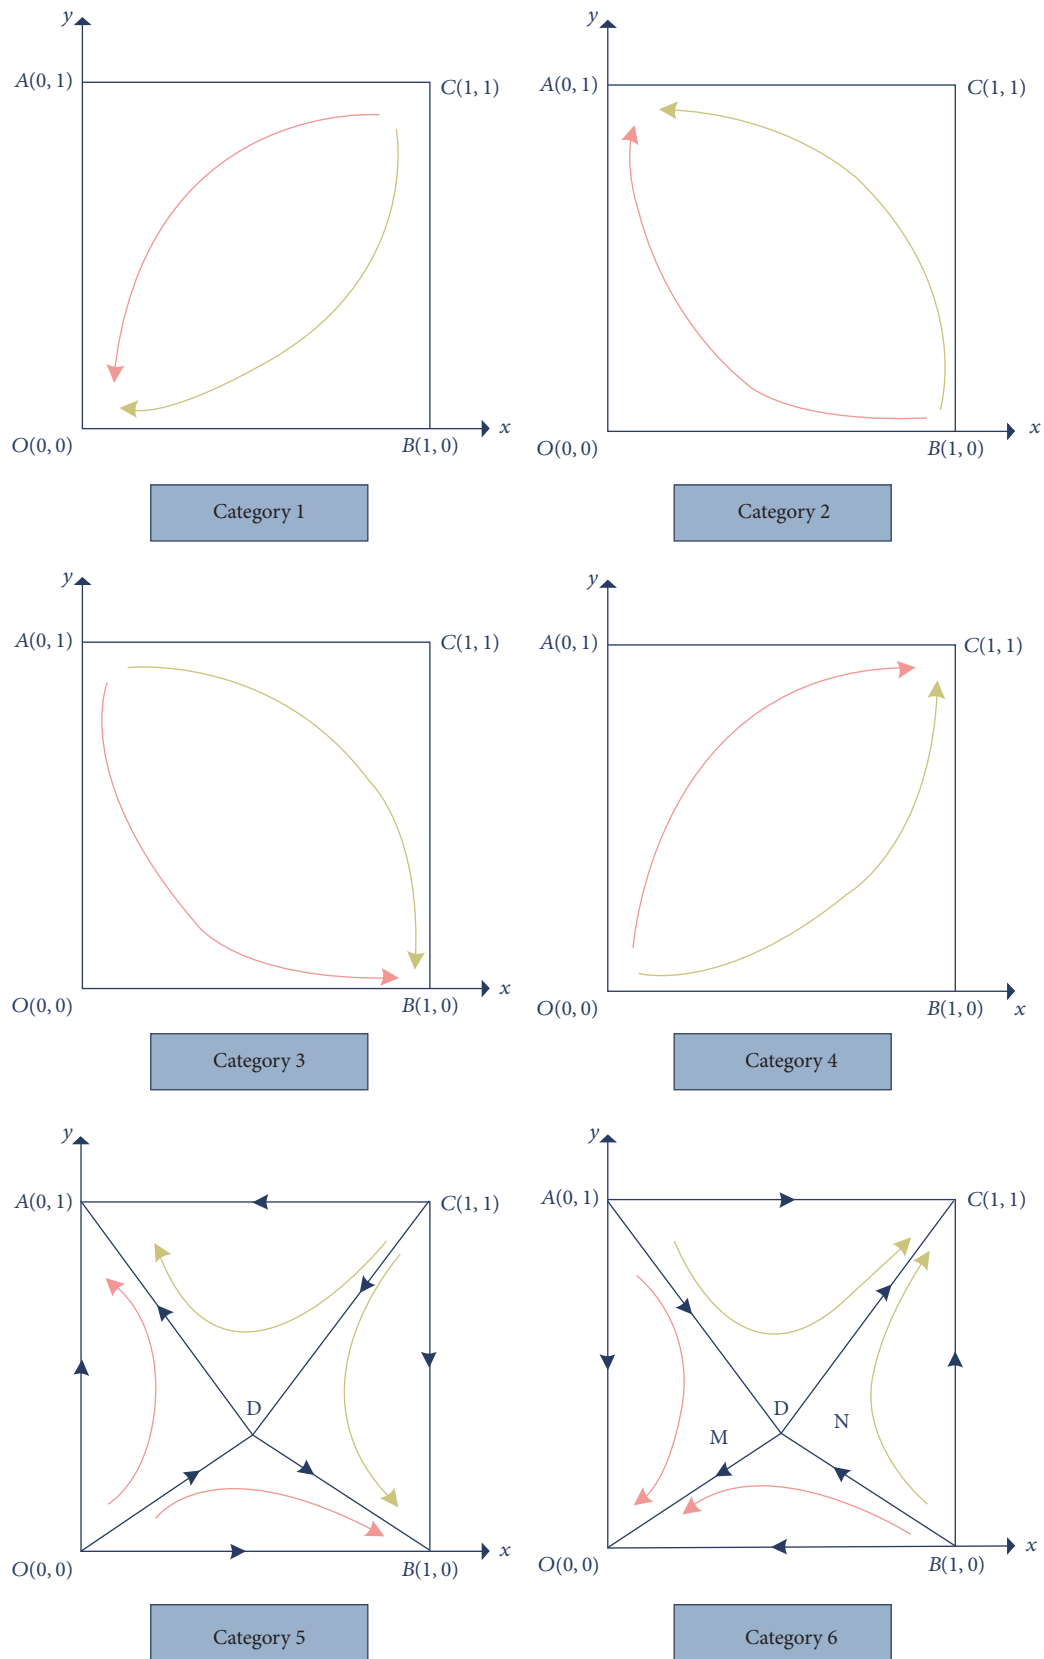 y
y
A(0, 1)
C(1, 1)
A(0, 1)
C(1, 1)
x
x
O(0, 0)
B(1, 0)
O(0, 0)
B(1, 0)
Category 1
Category 2
y
y
A(0, 1)
C(1, 1)
A(0, 1)
C(1, 1)
x
O(0, 0)
B(1, 0)
O(0, 0)
B(1, 0)
x
Category 3
Category 4
y
y
A(0, 1)
C(1, 1)
A(0, 1)
C(1, 1)
D
D
N
M
x
x
O(0, 0)
B(1, 0)
O(0, 0)
B(1, 0)
Category 5
Category 6